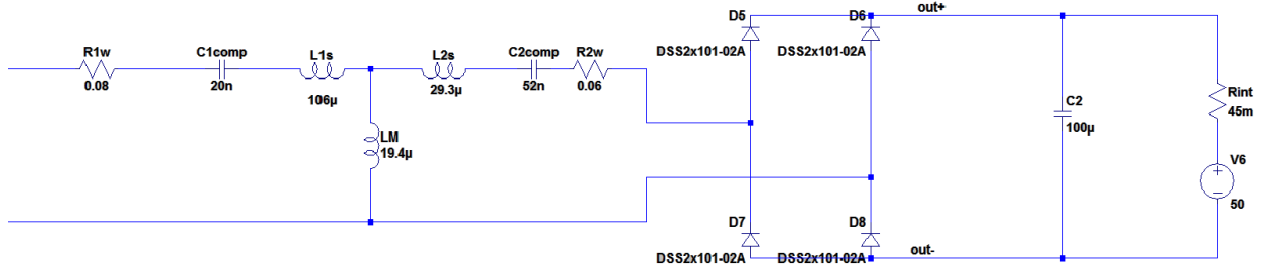 D5
D6
out+
DSS2x101-02A
DSS2x101-02A
R1w
C1comp
L1s
L2s
C2comp
R2w
0.08
20n
106µ
29.3µ
52n
0.06
Rint
45m
C2
100µ
LM
19.4µ
V6
50
D7
D8
out-
DSS2x101-02A
DSS2x101-02A